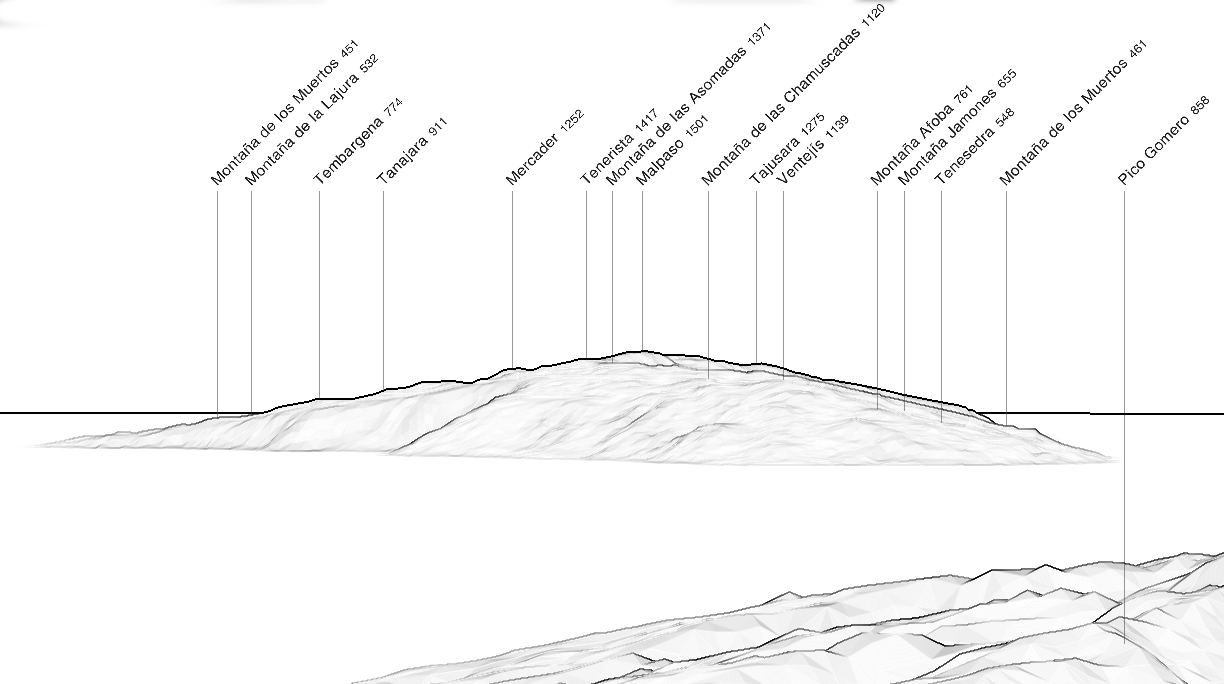 Montaña de los Muertos 451
Montaña de la Lajura 532
Tembargena 774
Tanajara 911
Mercader 1252
Tenerista 1417
Montaña de las Asomadas 1371
Malpaso 1501
Montaña de las Chamuscadas 1120
Tajusara 1275
Ventejís 1139
Montaña Afoba 761
Montaña Jamones 655
Tenesedra 548
Montaña de los Muertos 461
Pico Gomero 858